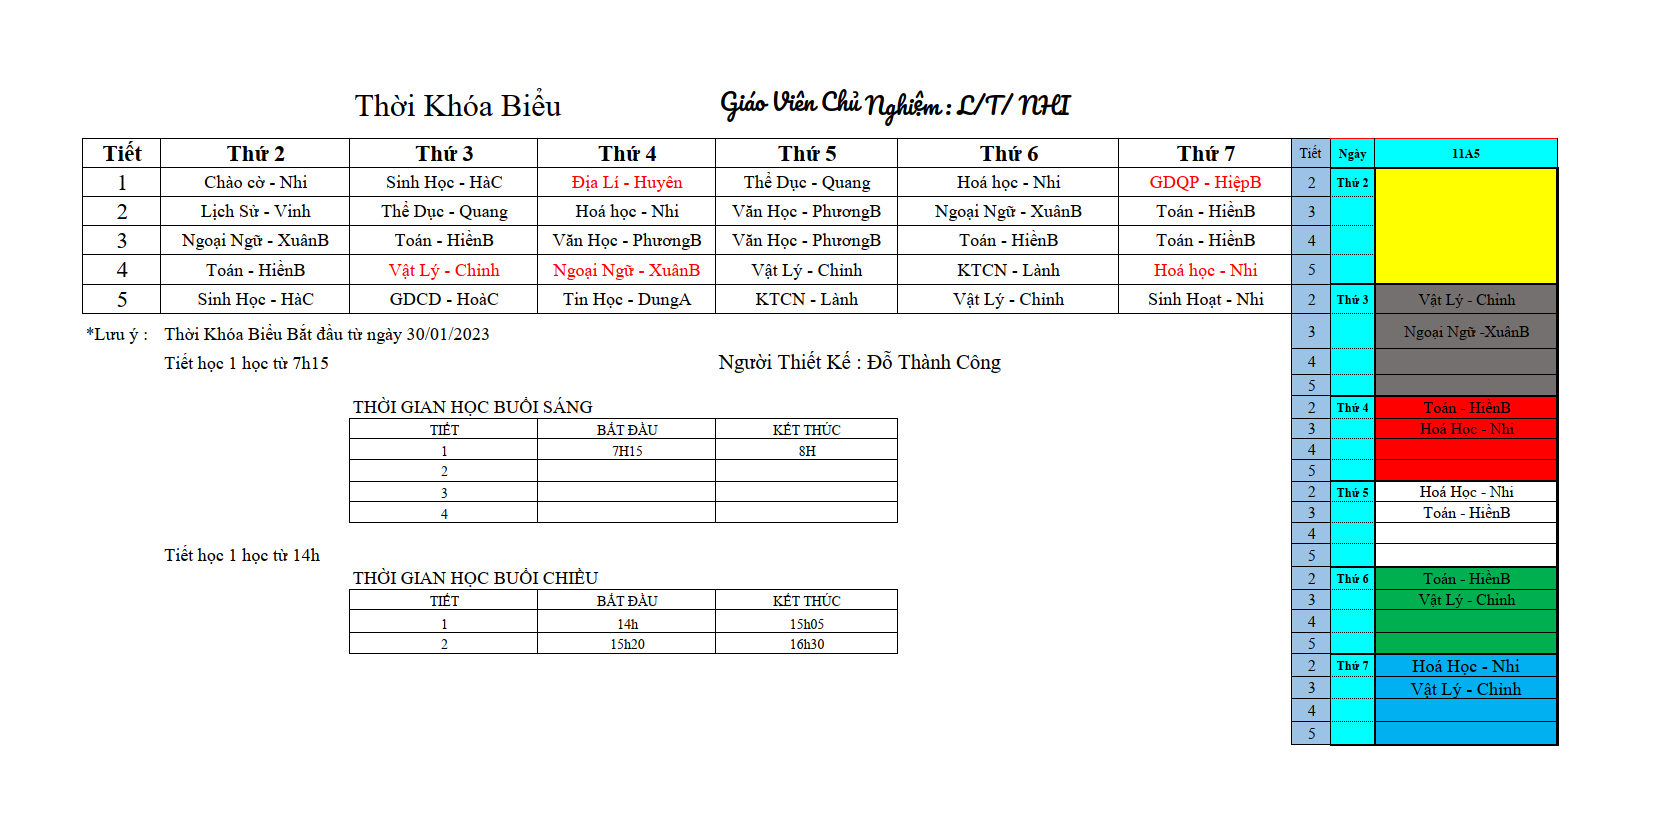 Thời Khóa Biểu Giáo Viên Chủ Nghiệm : L/T/ NHI
Tiết Thứ 2 Thứ 3 Thứ 4 Thứ 5 Thứ 6 Thứ 7
1 Chào cờ - Nhi Sinh Học - HàC Địa Lí - Huyên Thể Dục - Quang Hoá học - Nhi GDQP - HiệpB
2 Lịch Sử - Vinh Thể Dục - Quang Hoá học - Nhi Văn Học - PhươngB Ngoại Ngữ - XuânB Toán - HiềnB
3 Ngoại Ngữ - XuânB Toán - HiềnB Văn Học - PhươngB Văn Học - PhươngB Toán - HiềnB Toán - HiềnB
4 Toán - HiềnB Vật Lý - Chinh Ngoại Ngữ - XuânB Vật Lý - Chinh KTCN - Lành Hoá học - Nhi
5 Sinh Học - HàC GDCD - HoàC Tin Học - DungA KTCN - Lành Vật Lý - Chinh Sinh Hoạt - Nhi
*Lưu ý : Thời Khóa Biểu Bắt đầu từ ngày 30/01/2023
Tiết học 1 học từ 7h15
Người Thiết Kế : Đỗ Thành Công
THỜI GIAN HỌC BUỔI SÁNG
TIẾT BẮT ĐẦU KẾT THÚC
1 7H15 8H
2
3
4
Tiết học 1 học từ 14h
THỜI GIAN HỌC BUỔI CHIỀU
TIẾT BẮT ĐẦU KẾT THÚC
1 14h 15h05
2 15h20 16h30
Tiết Ngày 11A5
2 Thứ 2
3
4
5
2 Thứ 3 Vật Lý - Chinh
3 Ngoại Ngữ -XuânB
4
5
2 Thứ 4 Toán - HiềnB
3 Hoá Học - Nhi
4
5
2 Thứ 5 Hoá Học - Nhi
3 Toán - HiềnB
4
5
2 Thứ 6 Toán - HiềnB
3 Vật Lý - Chinh
4
5
2 Thứ 7 Hoá Học - Nhi
3 Vật Lý - Chinh
4
5